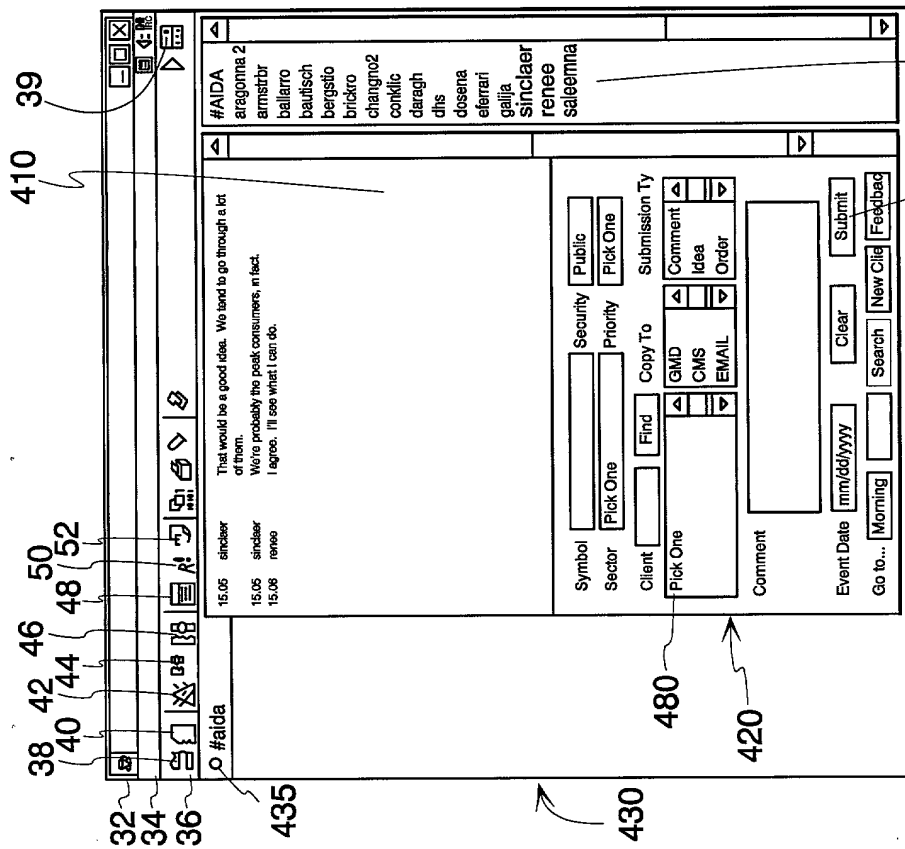 410
39
38
40
42
44
46
48
50
52
32
34
36
435
430
420
480
#aida
R!
IRC
15.05 sinclaer That would be a good idea. We tend to go through a lot
of them.
15.05 sinclaer We're probably the peak consumers, in fact.
15.06 renee I agree. I'll see what I can do.
#AIDA
aragonna 2
armstrbr
ballarro
bautisch
bergstio
brickro
changno2
conklic
daragh
dhs
dosena
eferrari
galija
sinclaer
renee
saleemna
Symbol Security Public
Sector Pick One Priority Pick One
Client Find Copy To Submission Ty
Pick One GMD Comment
CMS Idea
EMAIL Order
Comment
Event Date mm/dd/yyyy Clear Submit
Go to... Morning Search New Clie Feedbac